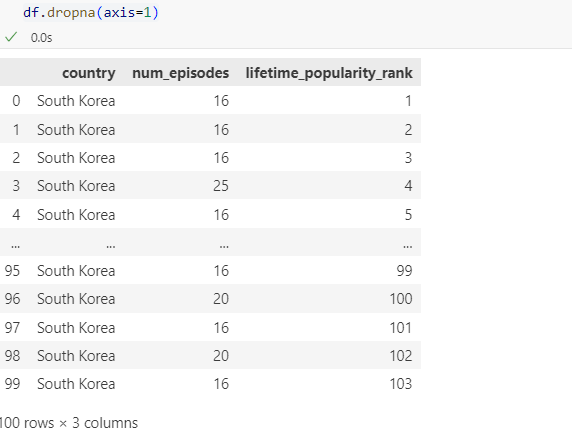 df.dropna(axis=1)
0.0s
country num_episodes lifetime_popularity_rank
0 South Korea 16 1
1 South Korea 16 2
2 South Korea 16 3
3 South Korea 25 4
4 South Korea 16 5
... ... ... ...
95 South Korea 16 99
96 South Korea 20 100
97 South Korea 16 101
98 South Korea 20 102
99 South Korea 16 103
100 rows × 3 columns